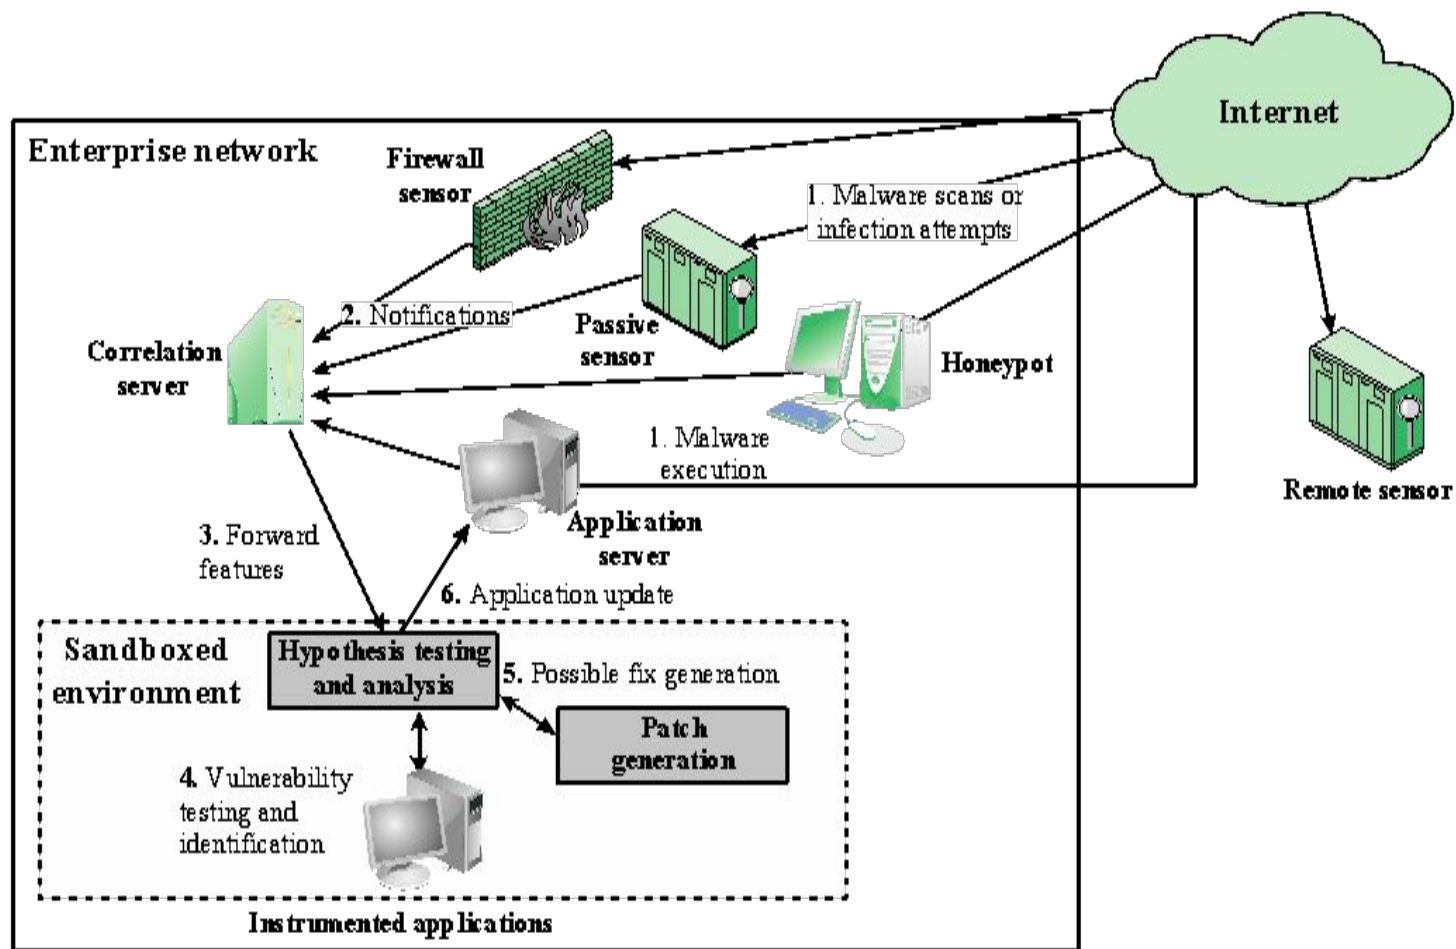 Internet
Enterprise network
Firewall
sensor
1. Malware scans or
infection attempts
2. Notifications
Passive
sensor
Correlation
server
Honeypot
1. Malware
execution
Remote sensor
Application
server
3. Forward
features
6. Application update
Sandboxed
environment
Hypothesis testing
and analysis
5. Possible fix generation
Patch
generation
4. Vulnerability
testing and
identification
Instrumented applications